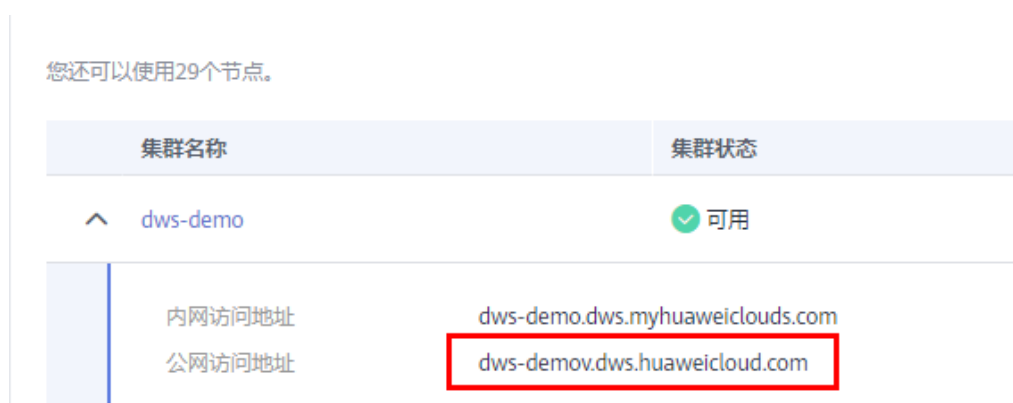 您还可以使用29个节点。
集群名称 集群状态
dws-demo 可用
内网访问地址 dws-demo.dws.myhuaweiclouds.com
公网访问地址 dws-demov.dws.huaweicloud.com